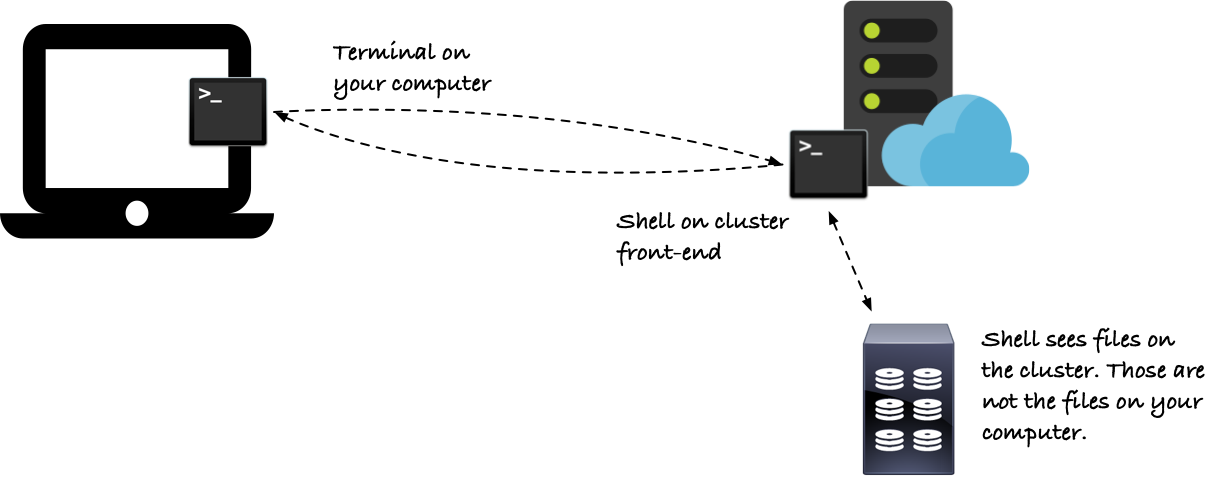 Terminal on
your computer
>_
>_
Shell on cluster
front-end
Shell sees files on
the cluster. Those are
not the files on your
computer.